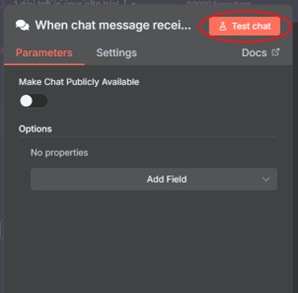 When chat message recei...
Test chat
Parameters
Settings
Docs
Make Chat Publicly Available
Options
No properties
Add Field